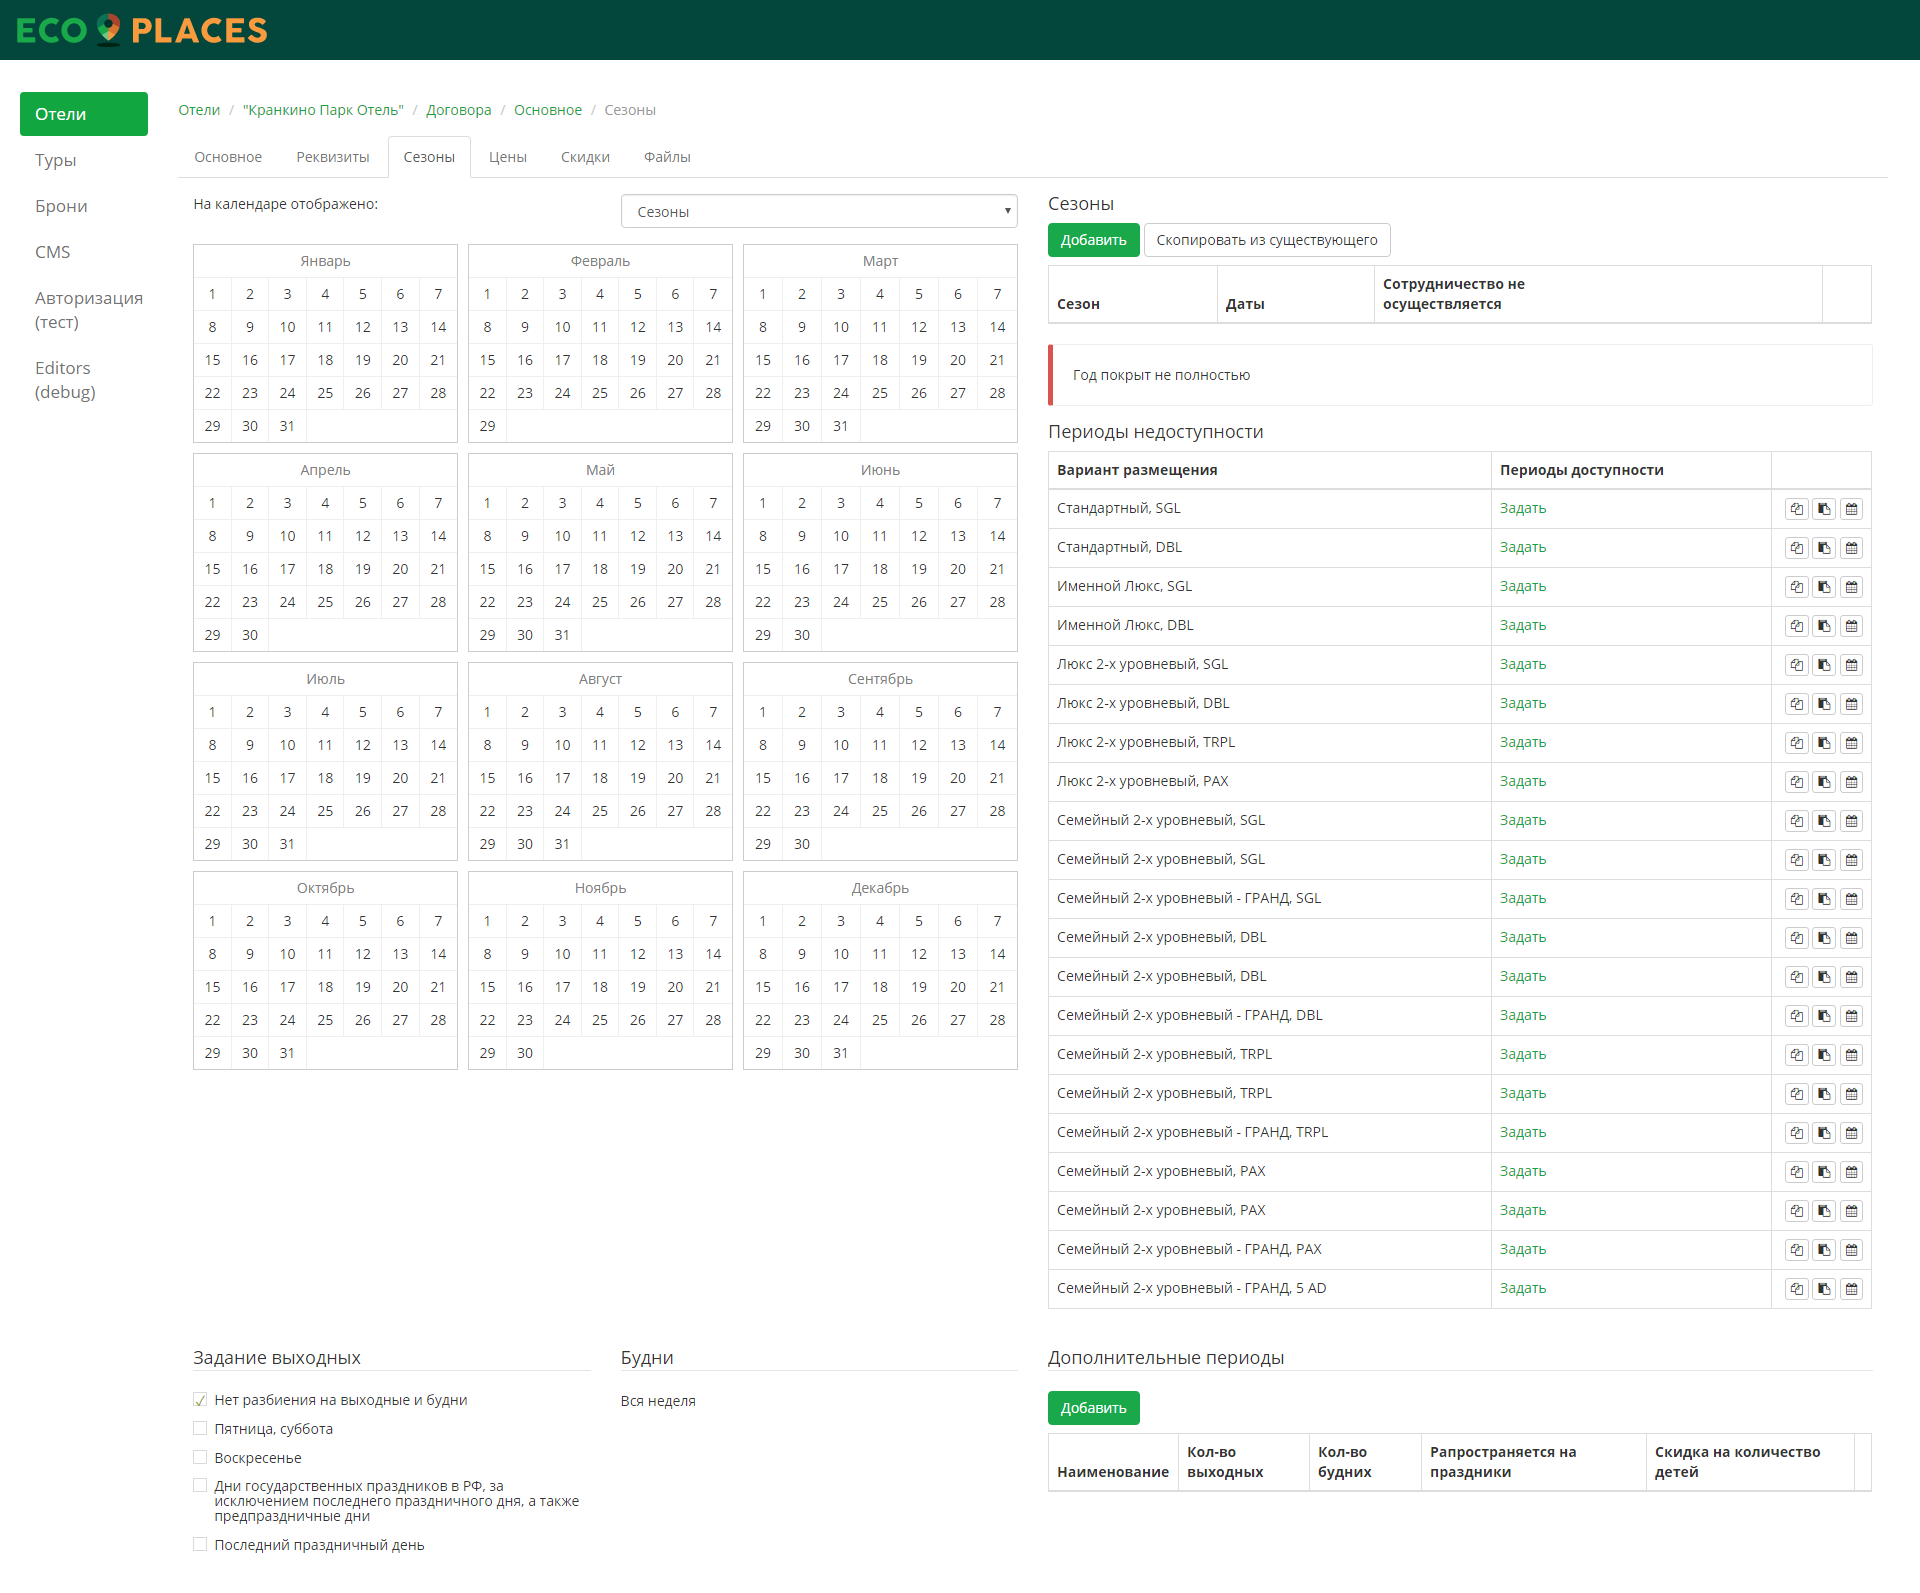 ECO PLACES
Отели
Туры
Брони
CMS
Авторизация
(тест)
Editors
(debug)
Отели / "Кранкино Парк Отель" / Договора / Основное / Сезоны
Основное Реквизиты Сезоны Цены Скидки Файлы
На календаре отображено:
Сезоны
Январь
1 2 3 4 5 6 7
8 9 10 11 12 13 14
15 16 17 18 19 20 21
22 23 24 25 26 27 28
29 30 31
Февраль
1 2 3 4 5 6 7
8 9 10 11 12 13 14
15 16 17 18 19 20 21
22 23 24 25 26 27 28
29
Март
1 2 3 4 5 6 7
8 9 10 11 12 13 14
15 16 17 18 19 20 21
22 23 24 25 26 27 28
29 30 31
Апрель
1 2 3 4 5 6 7
8 9 10 11 12 13 14
15 16 17 18 19 20 21
22 23 24 25 26 27 28
29 30
Май
1 2 3 4 5 6 7
8 9 10 11 12 13 14
15 16 17 18 19 20 21
22 23 24 25 26 27 28
29 30 31
Июнь
1 2 3 4 5 6 7
8 9 10 11 12 13 14
15 16 17 18 19 20 21
22 23 24 25 26 27 28
29 30
Июль
1 2 3 4 5 6 7
8 9 10 11 12 13 14
15 16 17 18 19 20 21
22 23 24 25 26 27 28
29 30 31
Август
1 2 3 4 5 6 7
8 9 10 11 12 13 14
15 16 17 18 19 20 21
22 23 24 25 26 27 28
29 30 31
Сентябрь
1 2 3 4 5 6 7
8 9 10 11 12 13 14
15 16 17 18 19 20 21
22 23 24 25 26 27 28
29 30
Октябрь
1 2 3 4 5 6 7
8 9 10 11 12 13 14
15 16 17 18 19 20 21
22 23 24 25 26 27 28
29 30 31
Ноябрь
1 2 3 4 5 6 7
8 9 10 11 12 13 14
15 16 17 18 19 20 21
22 23 24 25 26 27 28
29 30
Декабрь
1 2 3 4 5 6 7
8 9 10 11 12 13 14
15 16 17 18 19 20 21
22 23 24 25 26 27 28
29 30 31
Сезоны
Добавить Скопировать из существующего
Сезон Даты Сотрудничество не
осуществляется
Год покрыт не полностью
Периоды недоступности
Вариант размещения Периоды доступности
Стандартный, SGL Задать
Стандартный, DBL Задать
Именной Люкс, SGL Задать
Именной Люкс, DBL Задать
Люкс 2-х уровневый, SGL Задать
Люкс 2-х уровневый, DBL Задать
Люкс 2-х уровневый, TRPL Задать
Люкс 2-х уровневый, PAX Задать
Семейный 2-х уровневый, SGL Задать
Семейный 2-х уровневый, SGL Задать
Семейный 2-х уровневый - ГРАНД, SGL Задать
Семейный 2-х уровневый, DBL Задать
Семейный 2-х уровневый, DBL Задать
Семейный 2-х уровневый - ГРАНД, DBL Задать
Семейный 2-х уровневый, TRPL Задать
Семейный 2-х уровневый, TRPL Задать
Семейный 2-х уровневый - ГРАНД, TRPL Задать
Семейный 2-х уровневый, PAX Задать
Семейный 2-х уровневый, PAX Задать
Семейный 2-х уровневый - ГРАНД, PAX Задать
Семейный 2-х уровневый - ГРАНД, 5 AD Задать
Задание выходных
Нет разбиения на выходные и будни
Пятница, суббота
Воскресенье
Дни государственных праздников в РФ, за
исключением последнего праздничного дня, а также
предпраздничные дни
Последний праздничный день
Будни
Вся неделя
Дополнительные периоды
Добавить
Наименование
Кол-во
выходных
Кол-во
будних
Рапространяется на
праздники
Скидка на количество
детей